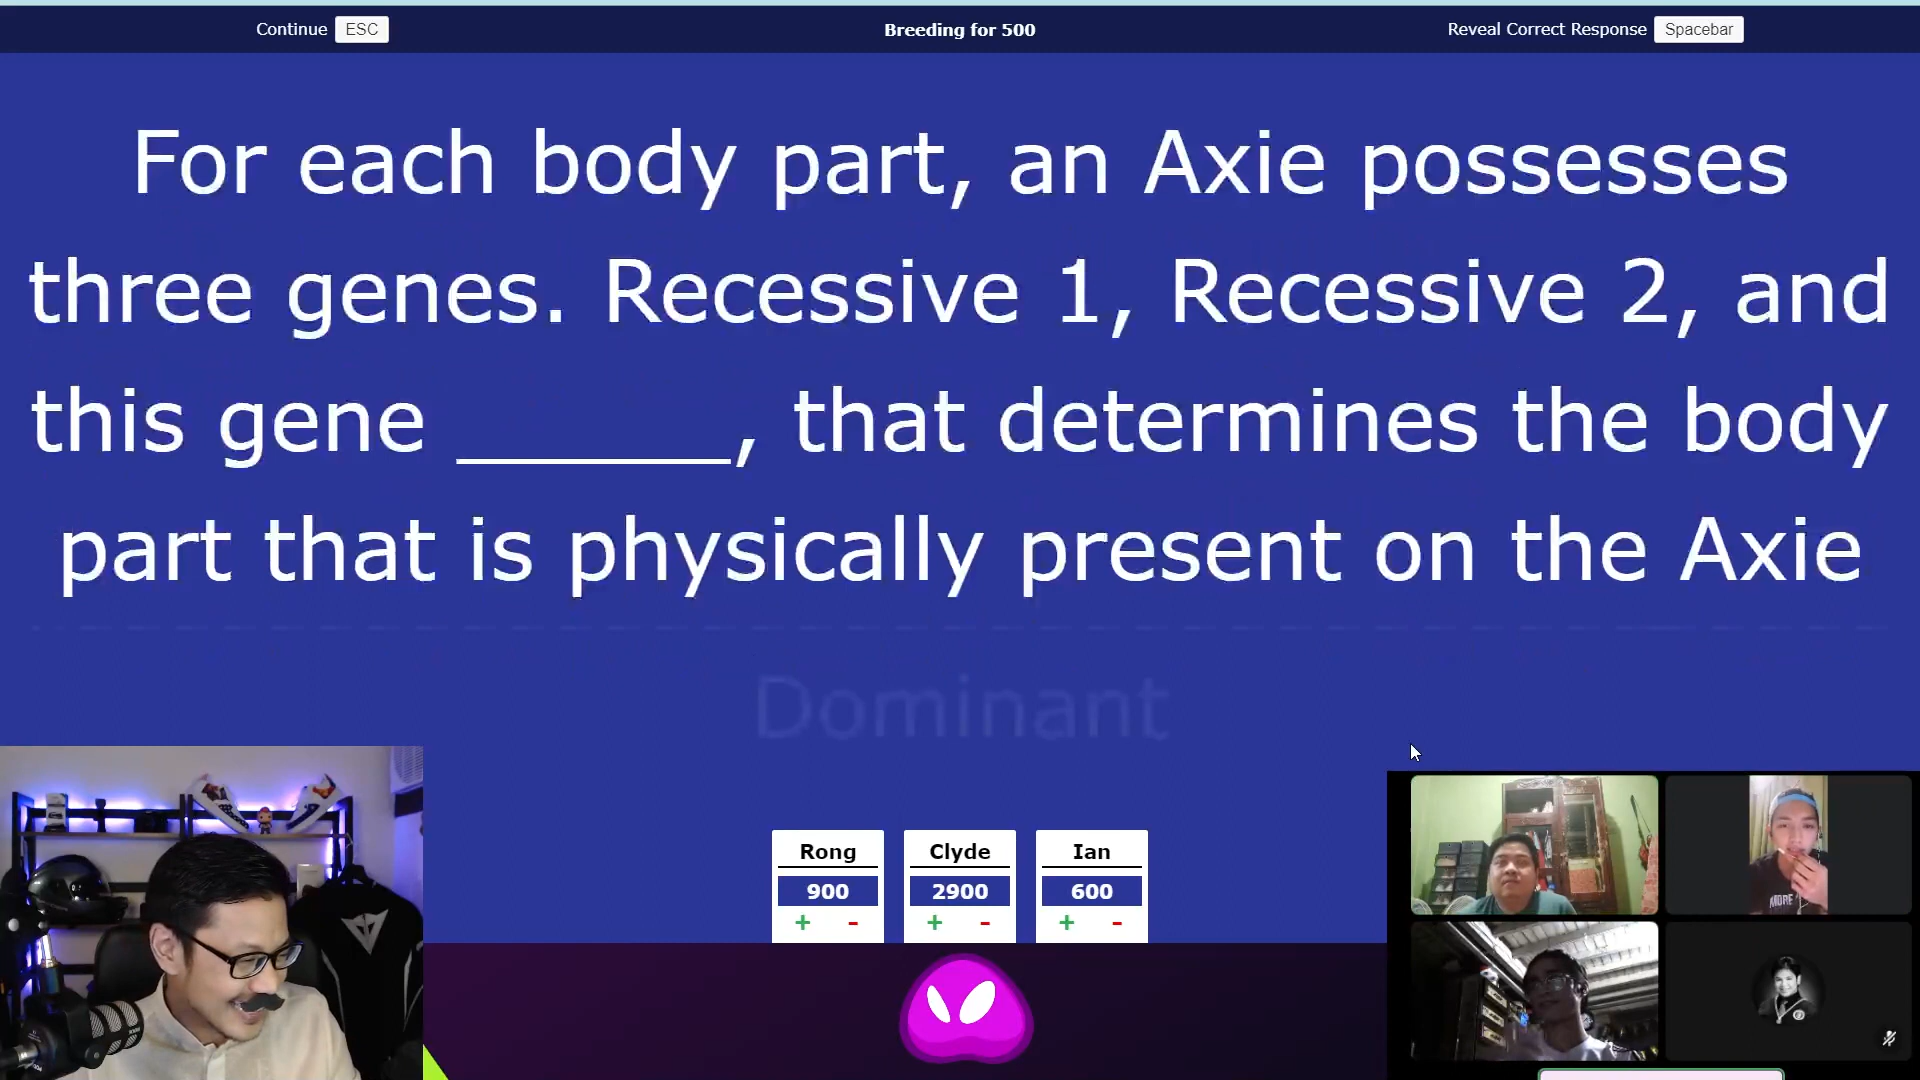 Continue ESC
Breeding for 500
Reveal Correct Response Spacebar
For each body part, an Axie possesses
three genes. Recessive 1, Recessive 2, and
this gene ______, that determines the body
part that is physically present on the Axie
Dominant
Rong
900
+ -
Clyde
2900
+ -
Ian
600
+ -
MORE